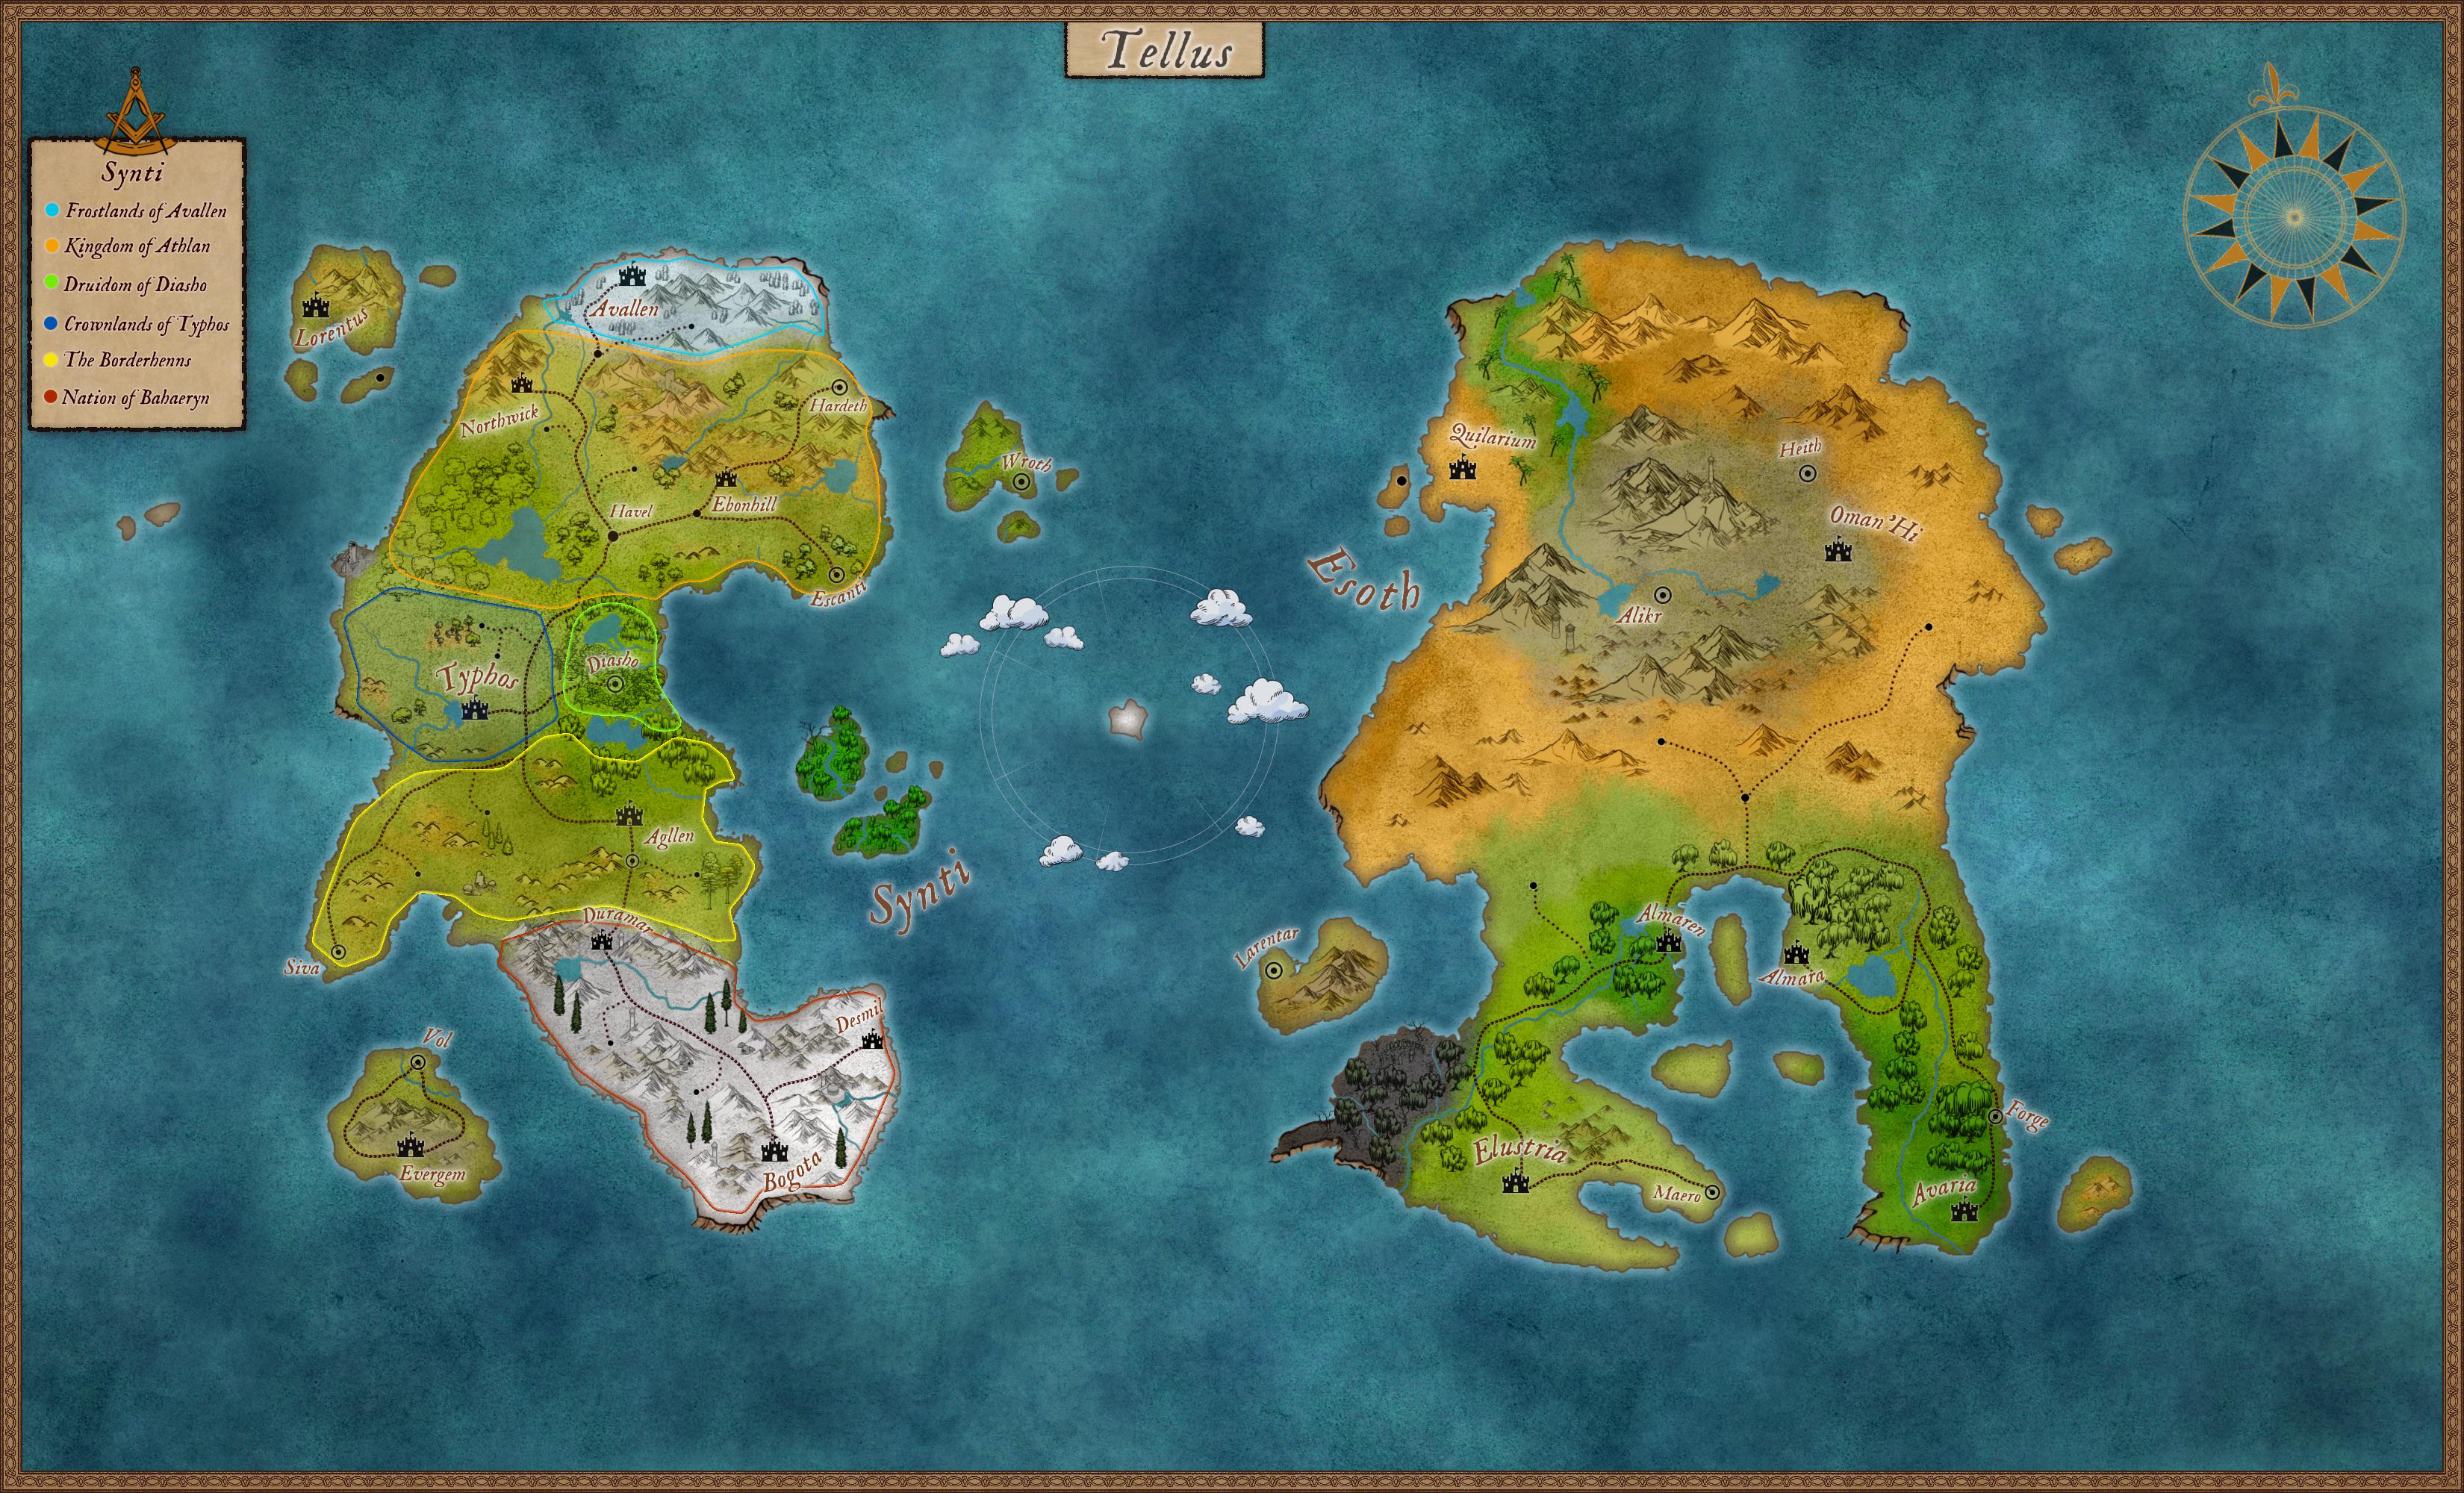 Tellus
Synti
Frostlands of Avallen
Kingdom of Athlan
Druidom of Diasho
Crownlands of Typhos
The Borderhenns
Nation of Bahaeryn
Lorentus
Avallen
Northwick
Hardeth
Havel
Ebonhill
Escanti
Wroth
Typhos
Diasho
Agllen
Siva
Duramar
Desmil
Bogota
Vol
Evergem
Synti
Esoth
Quilarium
Heith
Oman'Hi
Alikr
Larentar
Almaren
Almara
Elustria
Maero
Forge
Avaria